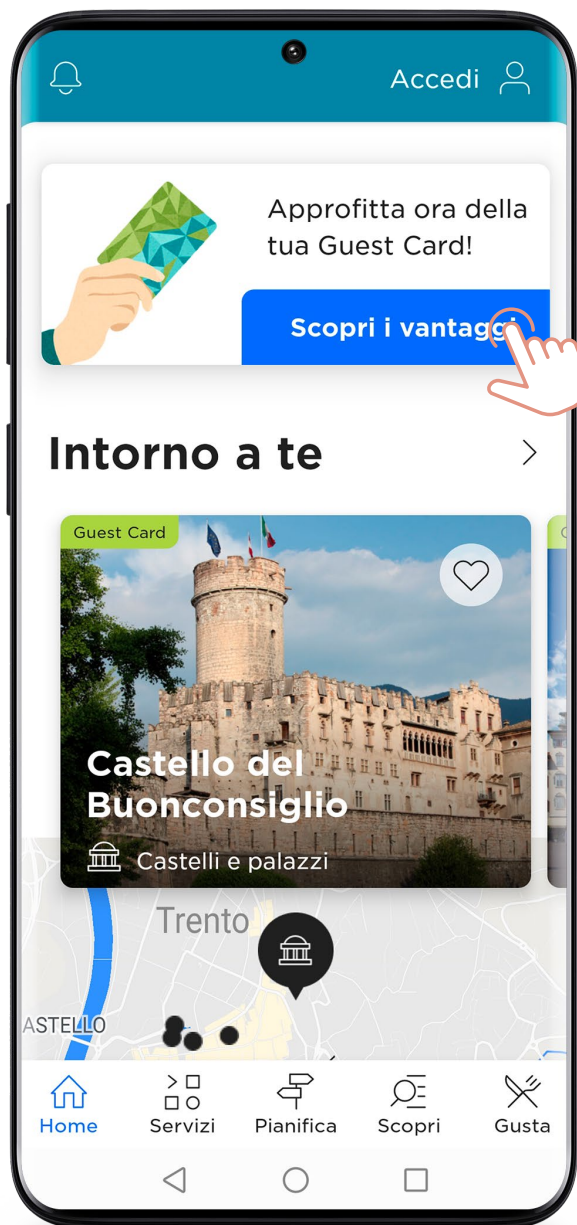 Accedi
Approfitta ora della
tua Guest Card!
Scopri i vantaggi
Intorno a te
Guest Card
Castello del
Buonconsiglio
Castelli e palazzi
Trento
ASTELLO
Home
Servizi
Pianifica
Scopri
Gusta